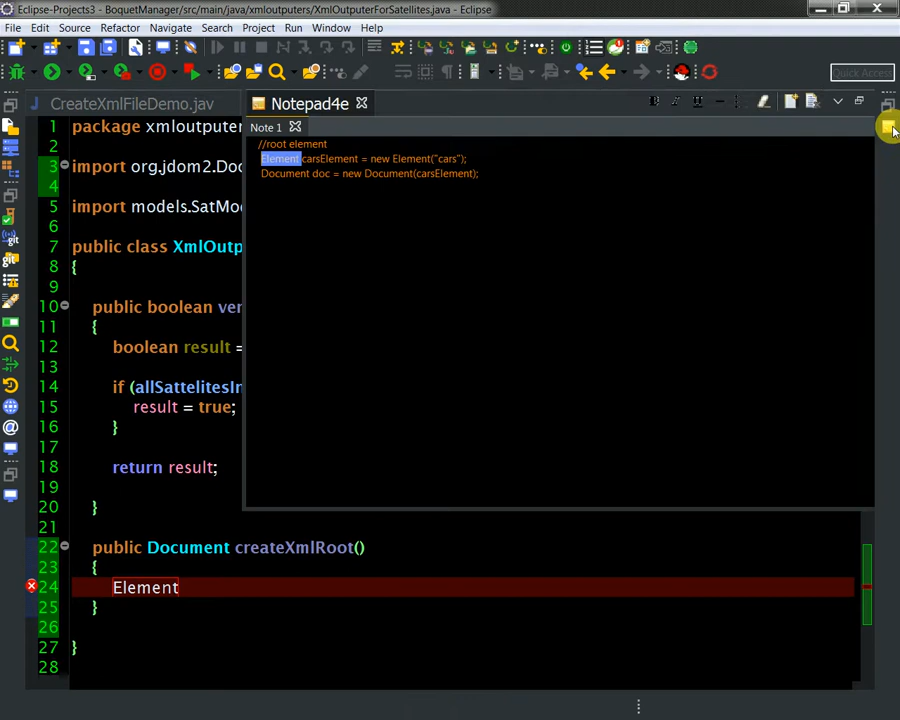 Eclipse-Projects3 - BoquetManager/src/main/java/xmloutputers/XmlOutputerForSatellites.java - Eclipse
File Edit Source Refactor Navigate Search Project Run Window Help
Quick Access
CreateXmlFileDemo.jav
Notepad4e
Note 1
//root element
Element carsElement = new Element("cars");
Document doc = new Document(carsElement);
1 package xmloutputer
2
3 import org.jdom2.Do
4
5 import models.SatMo
6
7 public class XmlOutp
8 {
9
10 public boolean ver
11 {
12 boolean result =
13
14 if (allSattelitesIn
15 result = true;
16 }
17
18 return result;
19
20 }
21
22 public Document createXmlRoot()
23 {
24 Element
25 }
26
27 }
28